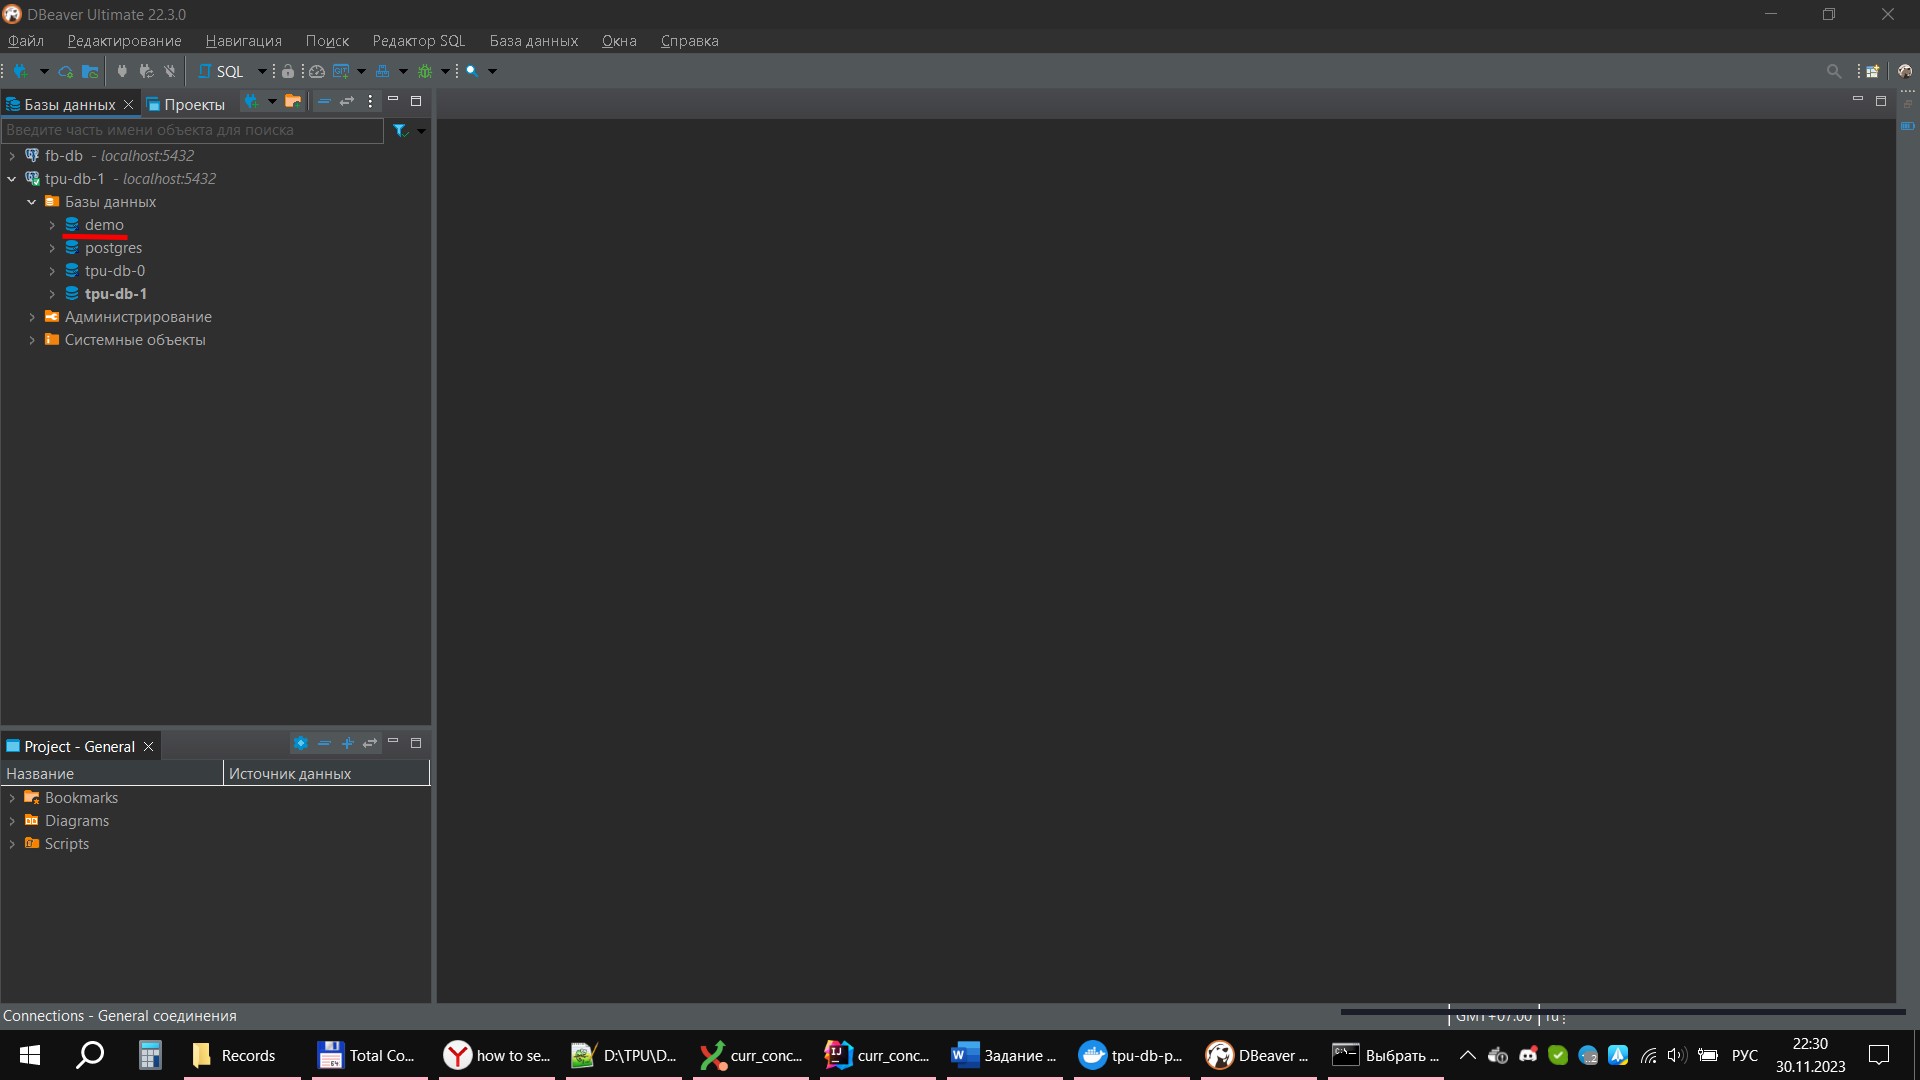 DBeaver Ultimate 22.3.0
Файл Редактирование Навигация Поиск Редактор SQL База данных Окна Справка
SQL
Базы данных Проекты
Введите часть имени объекта для поиска
fb-db - localhost:5432
tpu-db-1 - localhost:5432
Базы данных
demo
postgres
tpu-db-0
tpu-db-1
Администрирование
Системные объекты
Project - General
Название Источник данных
Bookmarks
Diagrams
Scripts
Connections - General соединения
GMT+07:00 ru
Records Total Co... how to se... D:\TPU\D... curr_conc... curr_conc... Задание ... tpu-db-p... DBeaver ... Выбрать ... РУС 22:30
30.11.2023